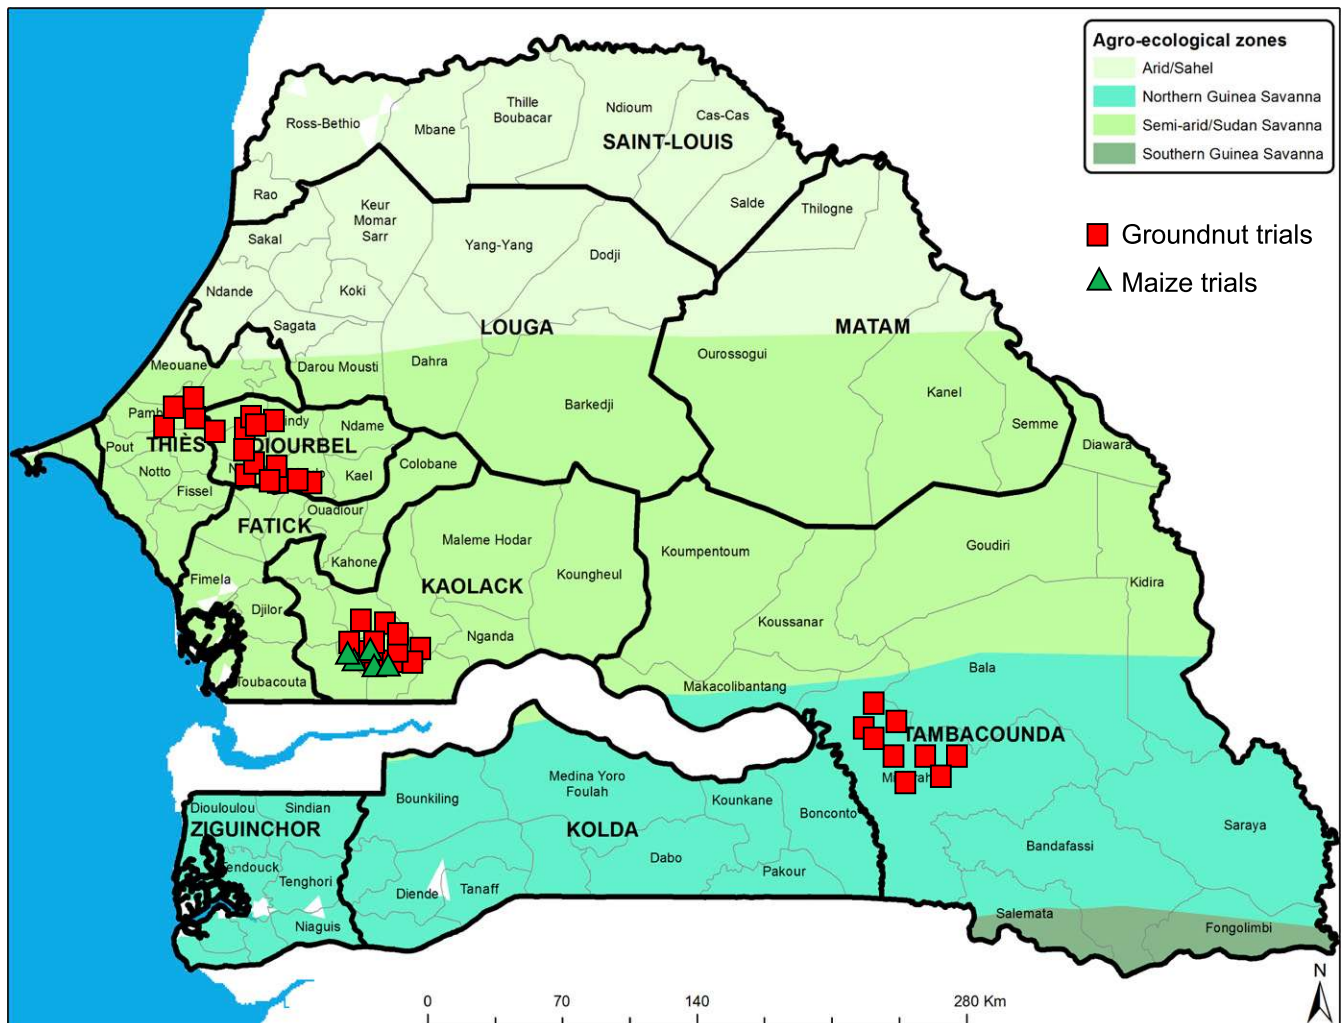 Agro-ecological zones
Arid/Sahel
Northern Guinea Savanna
Semi-arid/Sudan Savanna
Southern Guinea Savanna
Groundnut trials
Maize trials
Thille
Boubacar
Ndioum
Cas-Cas
Ross-Bethio
Mbane
SAINT-LOUIS
Rao
Keur
Momar
Sarr
Salde
Thilogne
Sakal
Yang-Yang
Dodji
Ndande
Koki
Sagata
LOUGA
MATAM
Meouane
Darou Mousti
Dahra
Ourossogui
Kanel
Barkedji
Ndame
Semme
Pout
THIÈS
DIOURBEL
Diawara
Notto
Kael
Colobane
Fissel
Ouadiour
FATICK
Maleme Hodar
Koumpentoum
Goudiri
Kahone
Koungheul
Fimela
KAOLACK
Kidira
Djilor
Koussanar
Nganda
Bala
Toubacouta
Makacolibantang
TAMBACOUNDA
Medina Yoro
Foulah
Bounkiling
Kounkane
Diouloulou
Sindian
Bonconto
ZIGUINCHOR
KOLDA
Saraya
Bandafassi
Dabo
Tenghori
Pakour
Diende
Tanaff
Salemata
Niaguis
Fongolimbi
N
0 70 140 280 Km